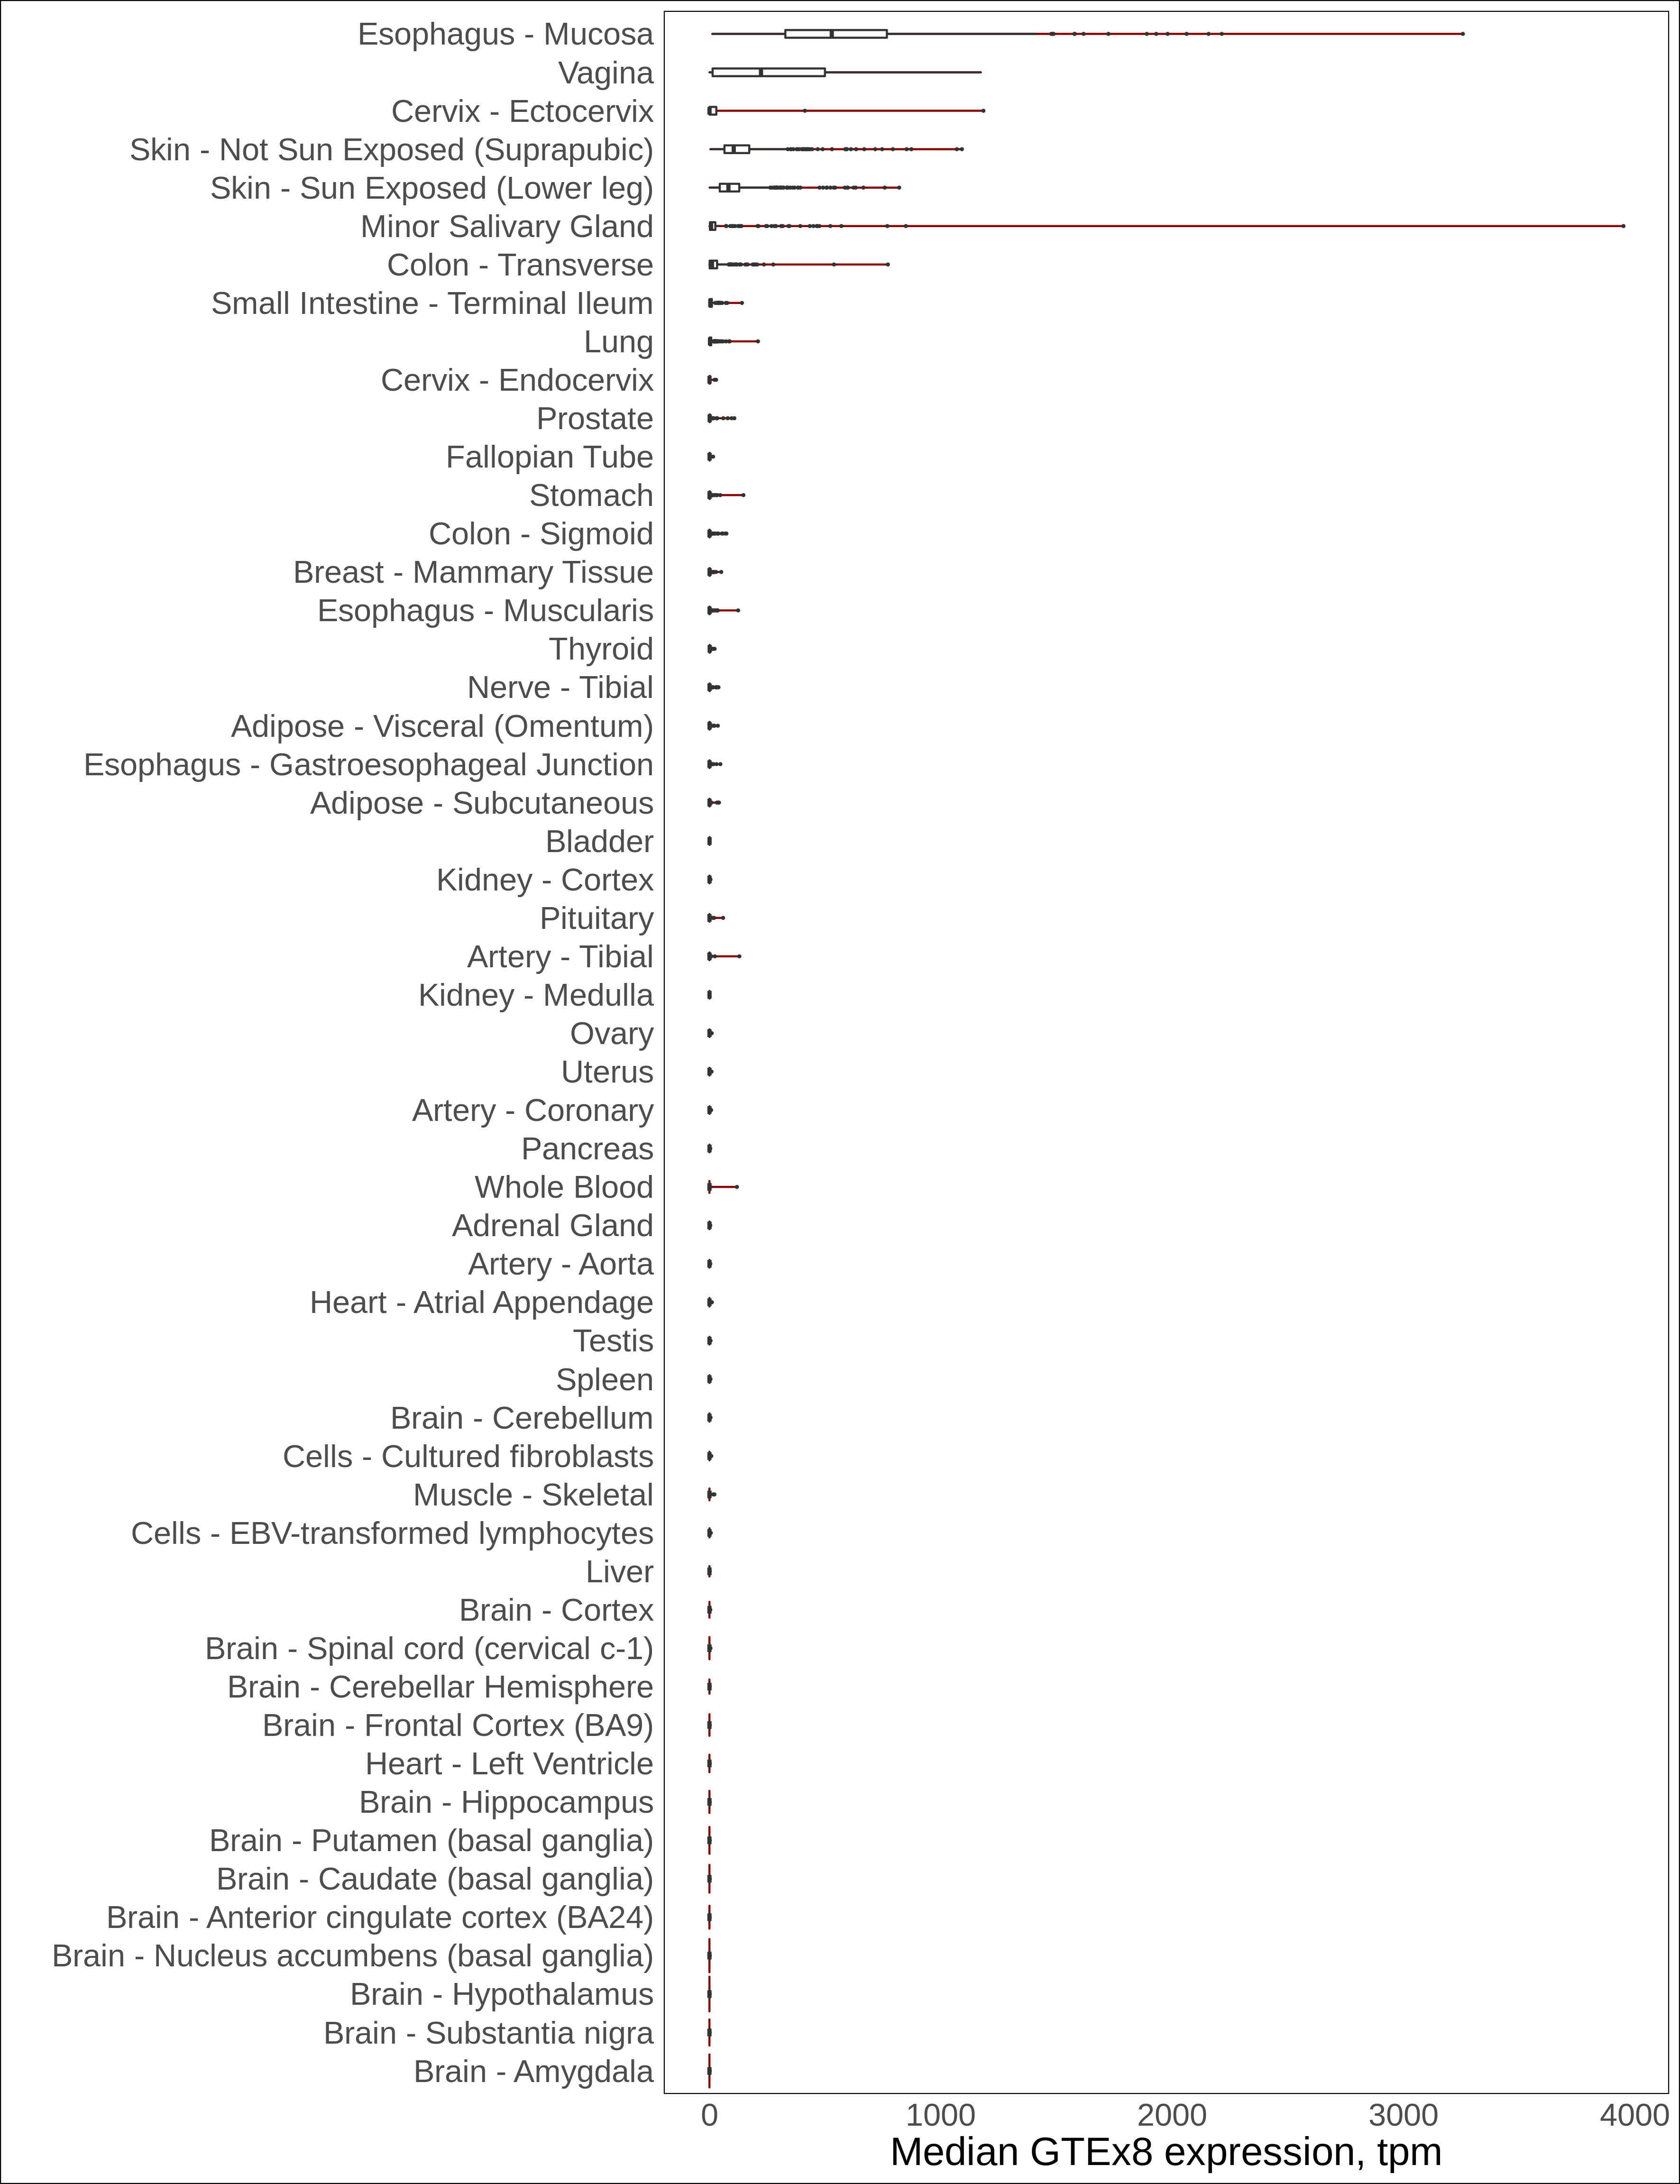 Esophagus - Mucosa
Vagina
Cervix - Ectocervix
Skin - Not Sun Exposed (Suprapubic)
Skin - Sun Exposed (Lower leg)
Minor Salivary Gland
Colon - Transverse
Small Intestine - Terminal Ileum
Lung
Cervix - Endocervix
Prostate
Fallopian Tube
Stomach
Colon - Sigmoid
Breast - Mammary Tissue
Esophagus - Muscularis
Thyroid
Nerve - Tibial
Adipose - Visceral (Omentum)
Esophagus - Gastroesophageal Junction
Adipose - Subcutaneous
Bladder
Kidney - Cortex
Pituitary
Artery - Tibial
Kidney - Medulla
Ovary
Uterus
Artery - Coronary
Pancreas
Whole Blood
Adrenal Gland
Artery - Aorta
Heart - Atrial Appendage
Testis
Spleen
Brain - Cerebellum
Cells - Cultured fibroblasts
Muscle - Skeletal
Cells - EBV-transformed lymphocytes
Liver
Brain - Cortex
Brain - Spinal cord (cervical c-1)
Brain - Cerebellar Hemisphere
Brain - Frontal Cortex (BA9)
Heart - Left Ventricle
Brain - Hippocampus
Brain - Putamen (basal ganglia)
Brain - Caudate (basal ganglia)
Brain - Anterior cingulate cortex (BA24)
Brain - Nucleus accumbens (basal ganglia)
Brain - Hypothalamus
Brain - Substantia nigra
Brain - Amygdala
0 1000 2000 3000 4000
Median GTEx8 expression, tpm